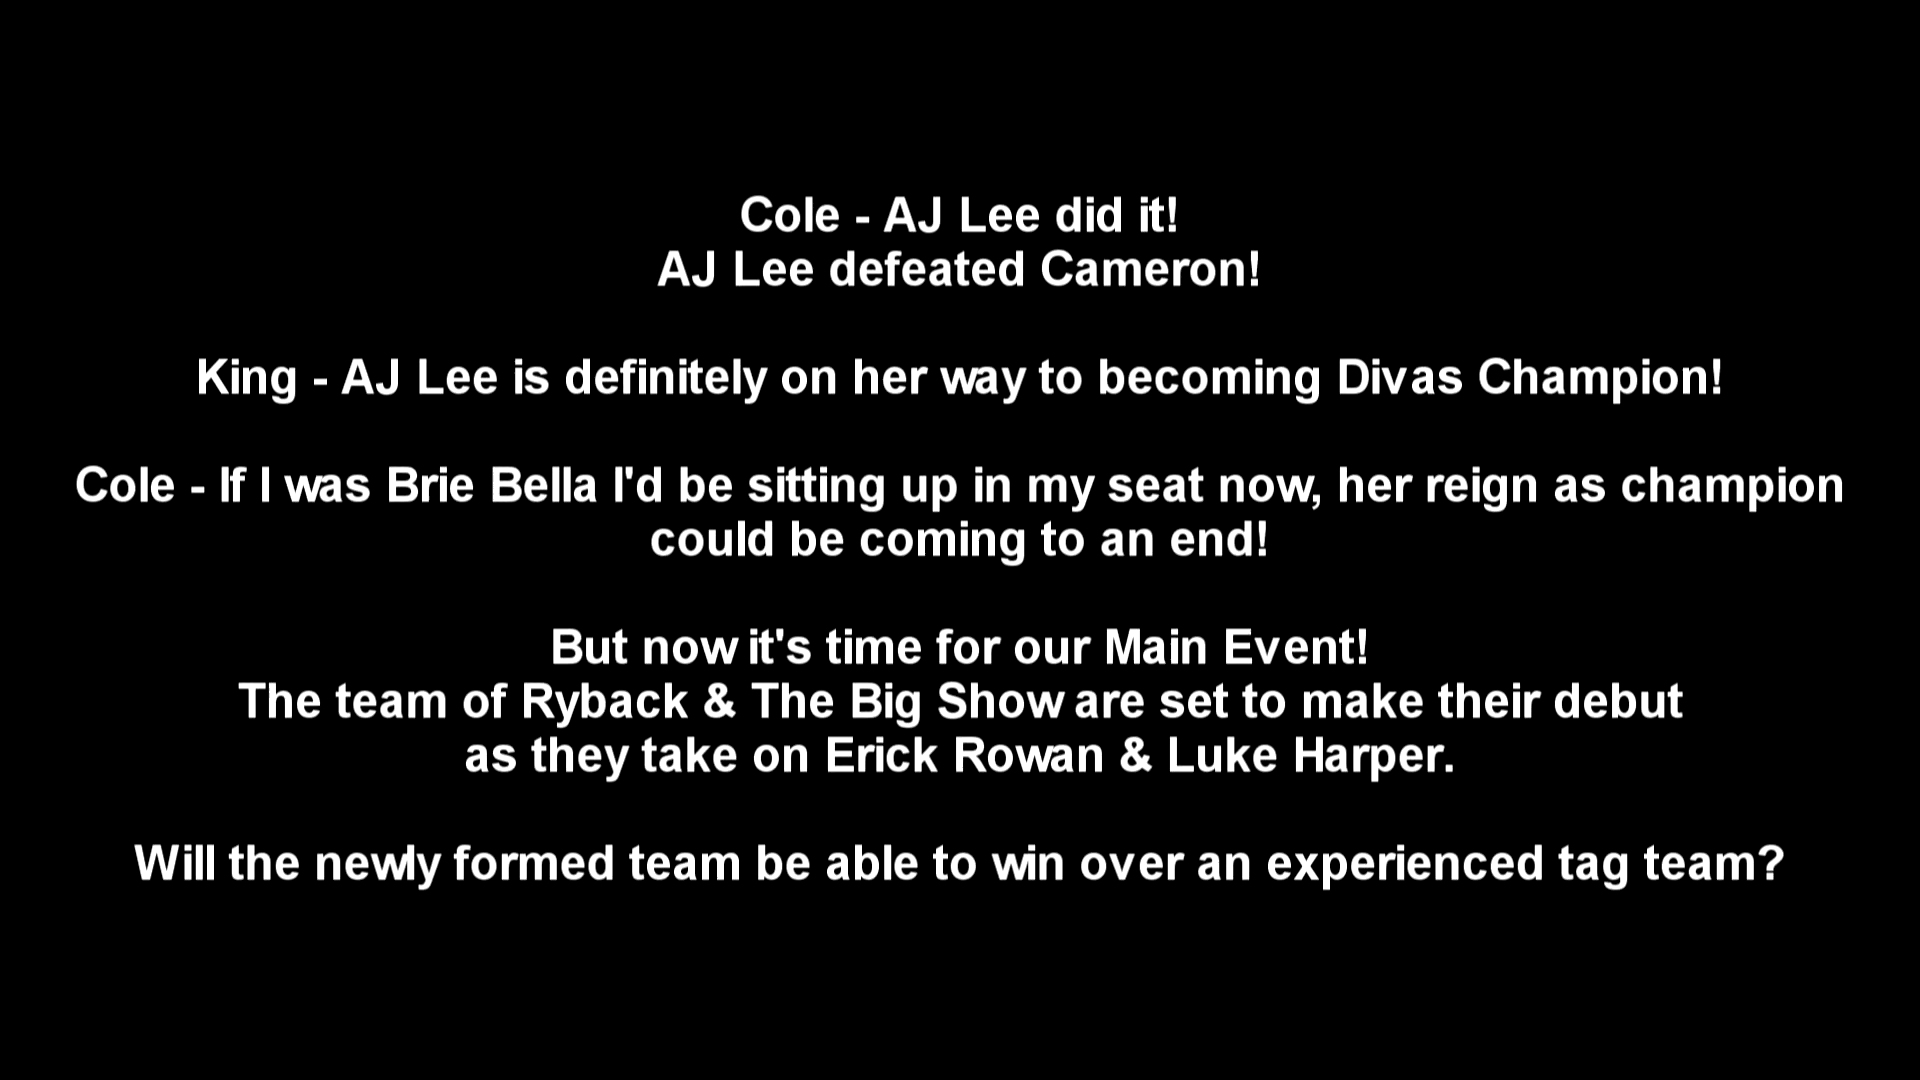 Cole - AJ Lee did it!
AJ Lee defeated Cameron!
King - AJ Lee is definitely on her way to becoming Divas Champion!
Cole - If I was Brie Bella I'd be sitting up in my seat now, her reign as champion
could be coming to an end!
But now it's time for our Main Event!
The team of Ryback & The Big Show are set to make their debut
as they take on Erick Rowan & Luke Harper.
Will the newly formed team be able to win over an experienced tag team?